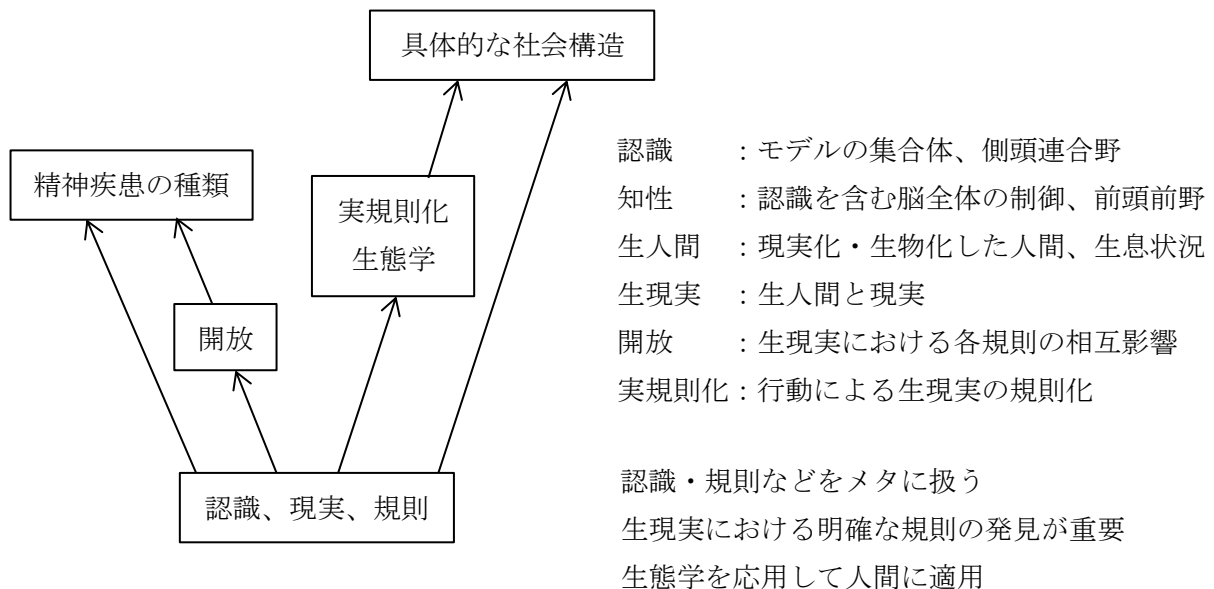 具体的な社会構造
精神疾患の種類
実規則化
生態学
開放
認識、現実、規則
認識　　：モデルの集合体、側頭連合野
知性　　：認識を含む脳全体の制御、前頭前野
生人間　：現実化・生物化した人間、生息状況
生現実　：生人間と現実
開放　　：生現実における各規則の相互影響
実規則化：行動による生現実の規則化
認識・規則などをメタに扱う
生現実における明確な規則の発見が重要
生態学を応用して人間に適用